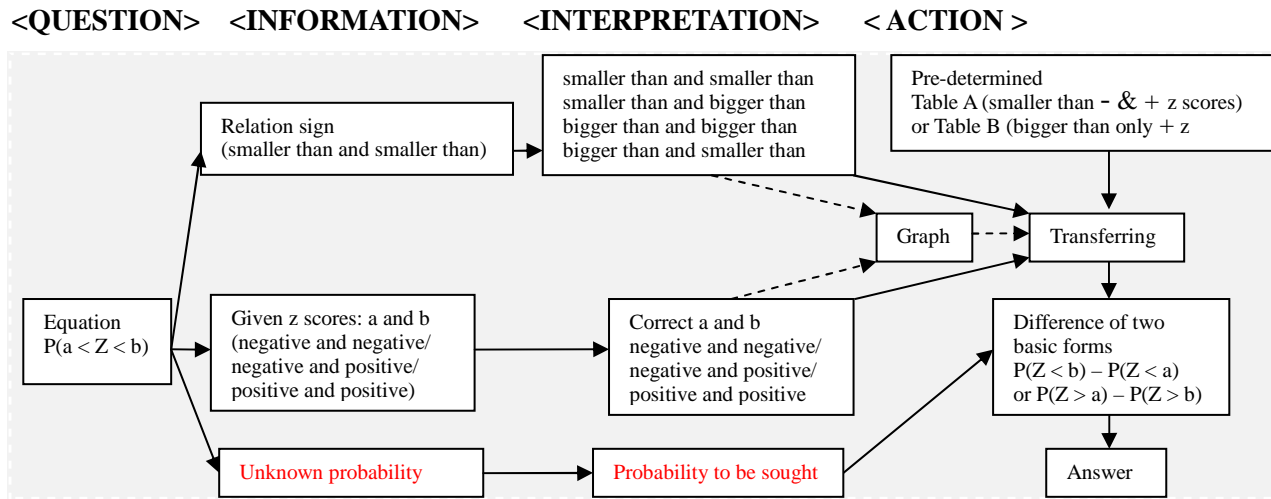 <QUESTION> <INFORMATION> <INTERPRETATION> < ACTION >
smaller than and smaller than
smaller than and bigger than
bigger than and bigger than
bigger than and smaller than
Pre-determined
Table A (smaller than - & + z scores)
or Table B (bigger than only + z
Relation sign
(smaller than and smaller than)
Graph
Transferring
Equation
P(a < Z < b)
Given z scores: a and b
(negative and negative/
negative and positive/
positive and positive)
Correct a and b
negative and negative/
negative and positive/
positive and positive
Difference of two
basic forms
P(Z < b) – P(Z < a)
or P(Z > a) – P(Z > b)
Unknown probability
Probability to be sought
Answer